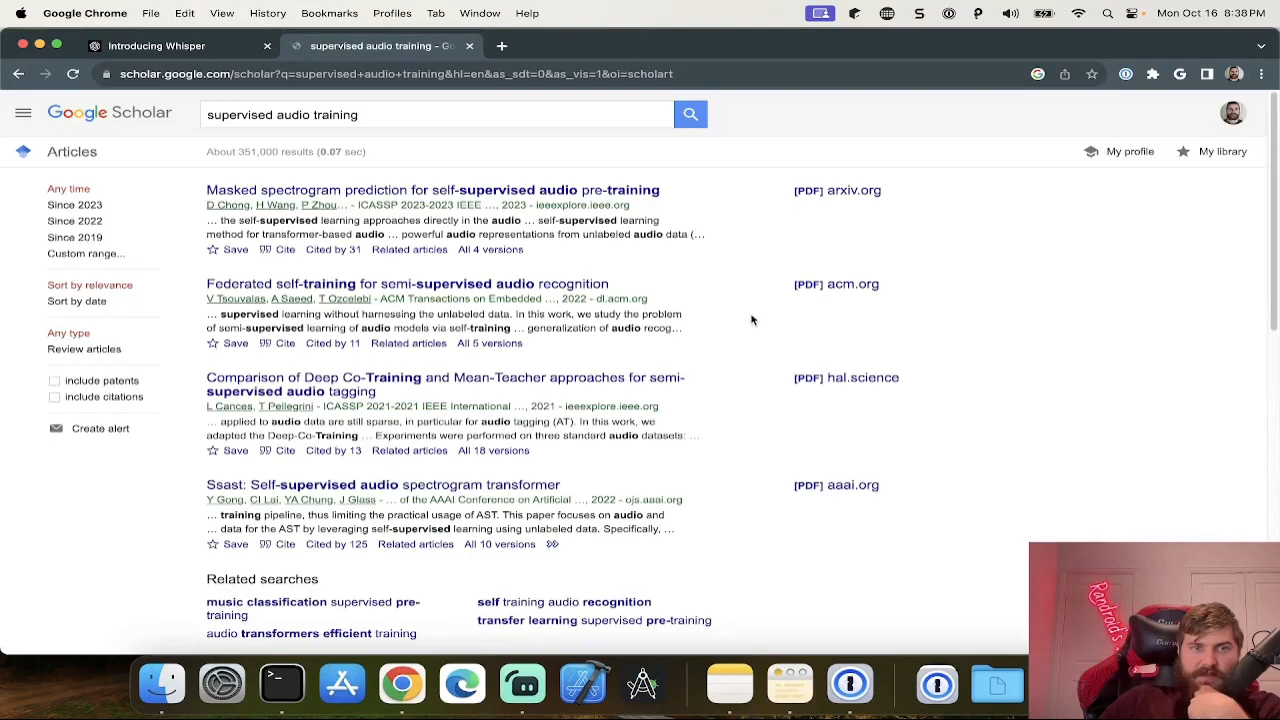 Chrome File Edit View History Bookmarks Profiles Tab Window Help Mon Oct 16 8:38
Introducing Whisper
supervised audio training – Go
scholar.google.com/scholar?q=supervised+audio+training&hl=en&as_sdt=0&as_vis=1&oi=scholart
Google Scholar
supervised audio training
Articles
About 351,000 results (0.07 sec)
My profile
My library
Any time
Since 2023
Since 2022
Since 2019
Custom range...
Sort by relevance
Sort by date
Any type
Review articles
include patents
include citations
Create alert
Masked spectrogram prediction for self-supervised audio pre-training
[PDF] arxiv.org
D Chong, H Wang, P Zhou… - ICASSP 2023-2023 IEEE …, 2023 - ieeexplore.ieee.org
… the self-supervised learning approaches directly in the audio … self-supervised learning
method for transformer-based audio … powerful audio representations from unlabeled audio data (…
Save Cite Cited by 31 Related articles All 4 versions
Federated self-training for semi-supervised audio recognition
[PDF] acm.org
V Tsouvalas, A Saeed, T Ozcelebi - ACM Transactions on Embedded …, 2022 - dl.acm.org
… supervised learning without harnessing the unlabeled data. In this work, we study the problem
of semi-supervised learning of audio models via self-training … generalization of audio recog…
Save Cite Cited by 11 Related articles All 5 versions
Comparison of Deep Co-Training and Mean-Teacher approaches for semi-
supervised audio tagging
[PDF] hal.science
L Cances, T Pellegrini - ICASSP 2021-2021 IEEE International …, 2021 - ieeexplore.ieee.org
… applied to audio data are still sparse, in particular for audio tagging (AT). In this work, we
adapted the Deep-Co-Training … Experiments were performed on three standard audio datasets: …
Save Cite Cited by 13 Related articles All 18 versions
Ssast: Self-supervised audio spectrogram transformer
[PDF] aaai.org
Y Gong, CI Lai, YA Chung, J Glass - … of the AAAI Conference on Artificial …, 2022 - ojs.aaai.org
… training pipeline, thus limiting the practical usage of AST. This paper focuses on audio and
… data for the AST by leveraging self-supervised learning using unlabeled data. Specifically, …
Save Cite Cited by 125 Related articles All 10 versions
Related searches
music classification supervised pre-
training
audio transformers efficient training
self training audio recognition
transfer learning supervised pre-training
Randroid's